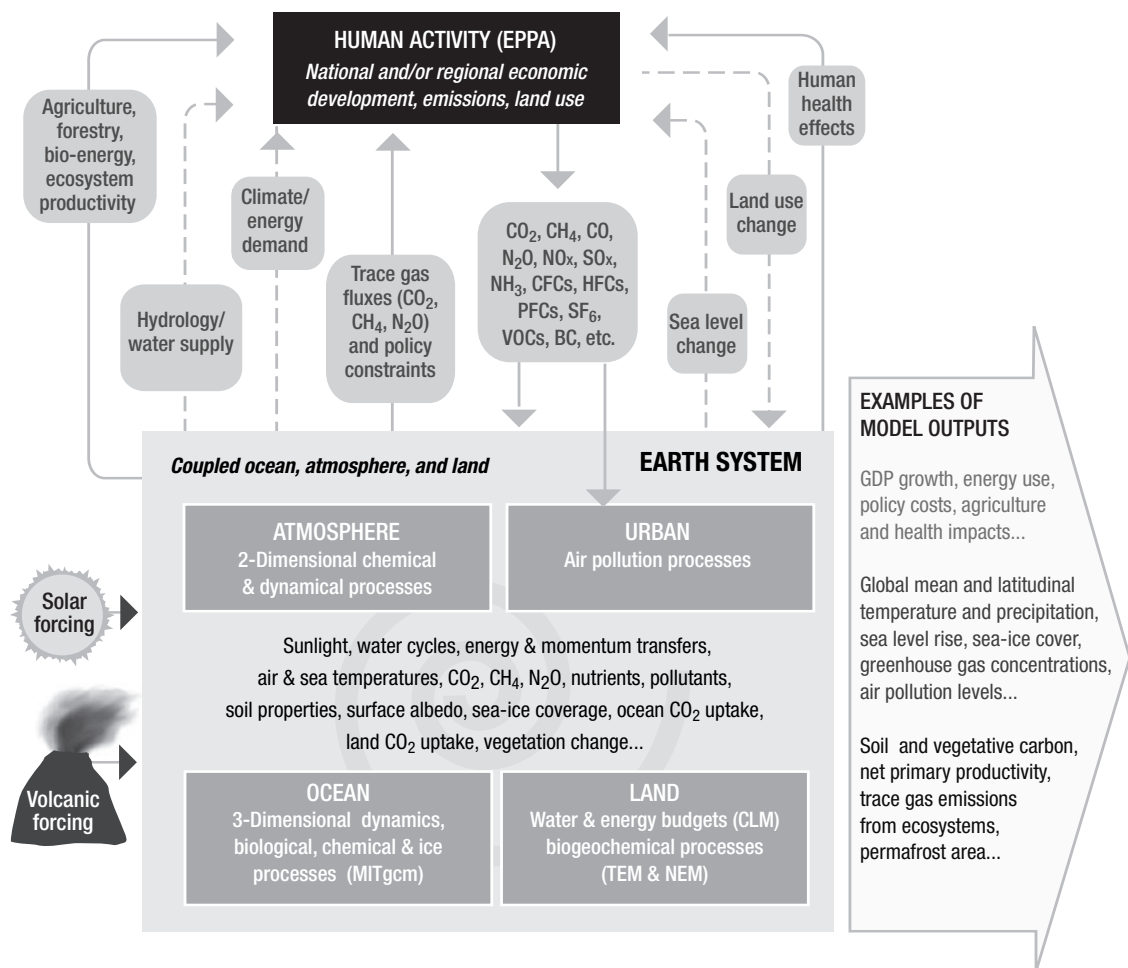 HUMAN ACTIVITY (EPPA)
National and/or regional economic
development, emissions, land use
Agriculture,
forestry,
bio-energy,
ecosystem
productivity
Hydrology/
water supply
Climate/
energy
demand
Trace gas
fluxes (CO₂,
CH₄, N₂O)
and policy
constraints
CO₂, CH₄, CO,
N₂O, NOx, SOx,
NH₃, CFCs, HFCs,
PFCs, SF₆,
VOCs, BC, etc.
Sea level
change
Land use
change
Human
health
effects
Coupled ocean, atmosphere, and land
EARTH SYSTEM
ATMOSPHERE
2-Dimensional chemical
& dynamical processes
URBAN
Air pollution processes
Solar
forcing
Sunlight, water cycles, energy & momentum transfers,
air & sea temperatures, CO₂, CH₄, N₂O, nutrients, pollutants,
soil properties, surface albedo, sea-ice coverage, ocean CO₂ uptake,
land CO₂ uptake, vegetation change...
Volcanic
forcing
OCEAN
3-Dimensional dynamics,
biological, chemical & ice
processes (MITgcm)
LAND
Water & energy budgets (CLM)
biogeochemical processes
(TEM & NEM)
EXAMPLES OF
MODEL OUTPUTS
GDP growth, energy use,
policy costs, agriculture
and health impacts...
Global mean and latitudinal
temperature and precipitation,
sea level rise, sea-ice cover,
greenhouse gas concentrations,
air pollution levels...
Soil and vegetative carbon,
net primary productivity,
trace gas emissions
from ecosystems,
permafrost area...